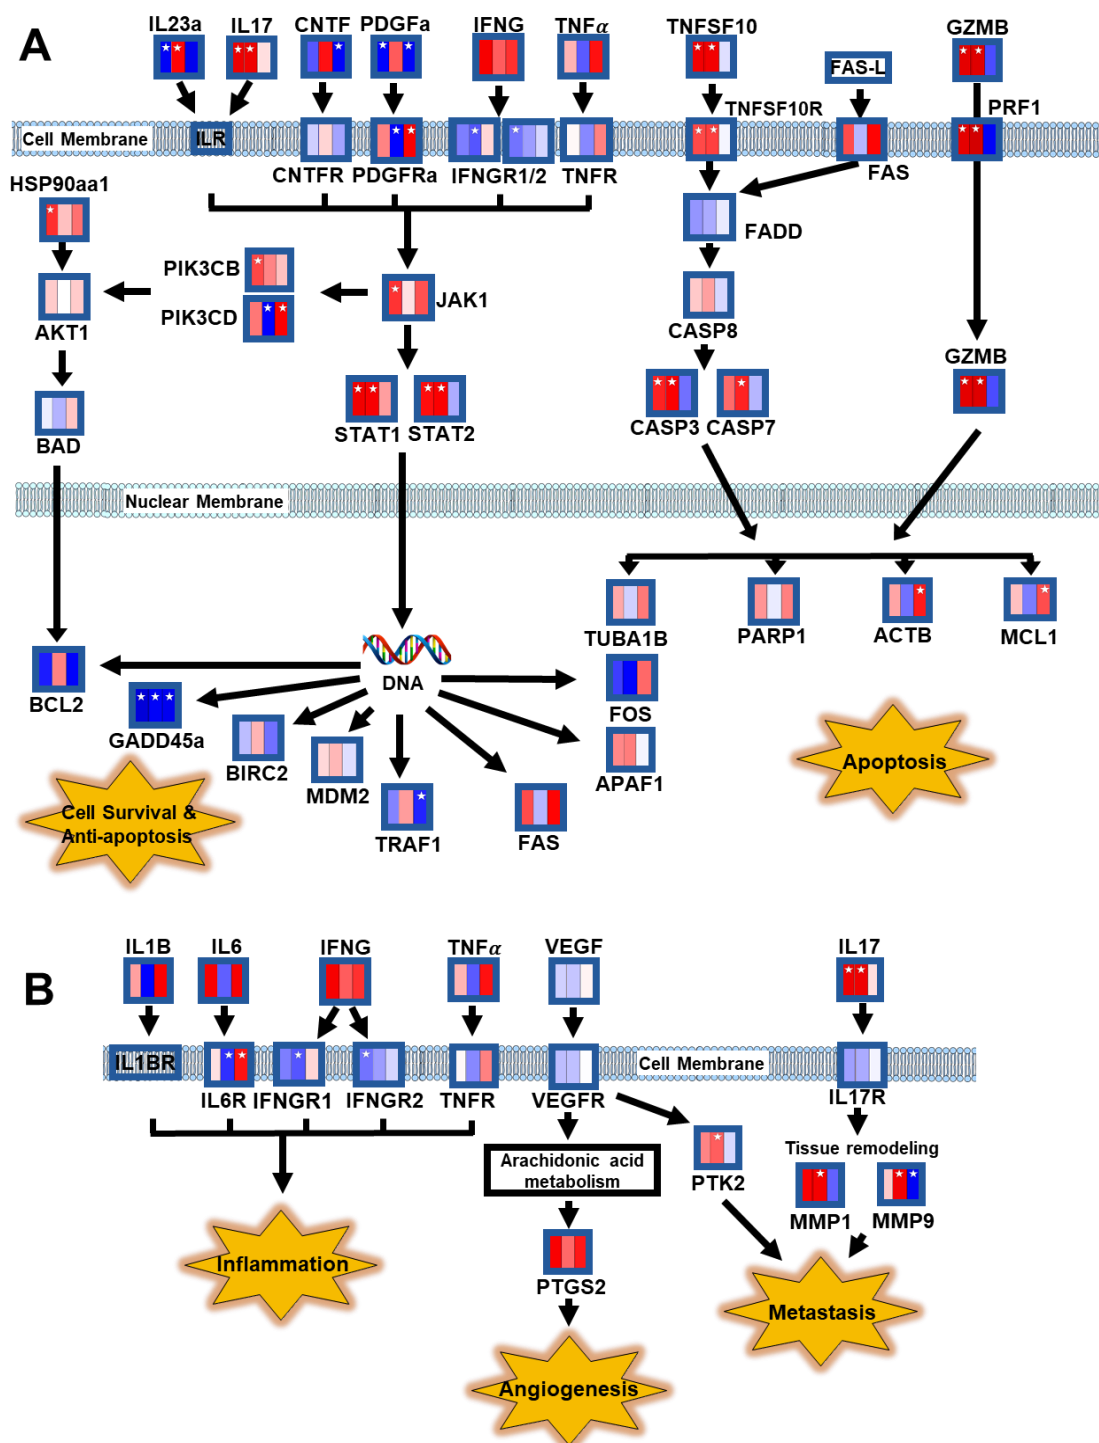 A
IL23a IL17 CNTF PDGFa IFNG TNFα TNFSF10 GZMB
FAS-L
TNFSF10R PRF1
Cell Membrane ILR
CNTFR PDGFRa IFNGR1/2 TNFR FAS
HSP90aa1
FADD
PIK3CB
JAK1
PIK3CD
AKT1 CASP8
GZMB
BAD STAT1 STAT2 CASP3 CASP7
Nuclear Membrane
TUBA1B PARP1 ACTB MCL1
DNA
BCL2 FOS
GADD45a
BIRC2 MDM2 APAF1
Apoptosis
Cell Survival &
Anti-apoptosis
TRAF1 FAS
B
IL1B IL6 IFNG TNFα VEGF IL17
IL1BR Cell Membrane
IL6R IFNGR1 IFNGR2 TNFR VEGFR IL17R
Tissue remodeling
Arachidonic acid
metabolism
PTK2
MMP1 MMP9
Inflammation
PTGS2
Metastasis
Angiogenesis